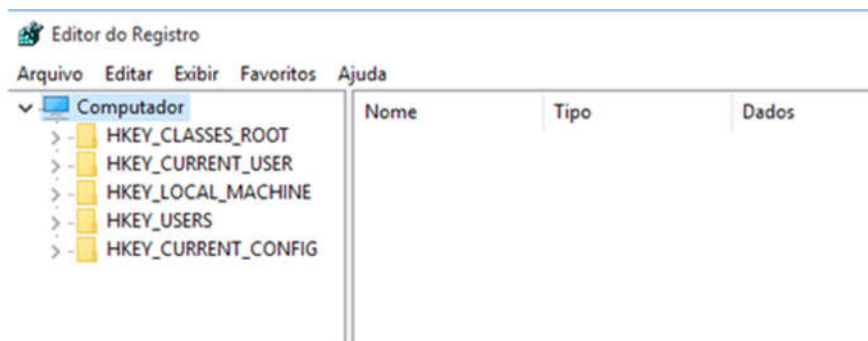 Editor do Registro
Arquivo Editar Exibir Favoritos Ajuda
Computador
HKEY_CLASSES_ROOT
HKEY_CURRENT_USER
HKEY_LOCAL_MACHINE
HKEY_USERS
HKEY_CURRENT_CONFIG
Nome Tipo Dados